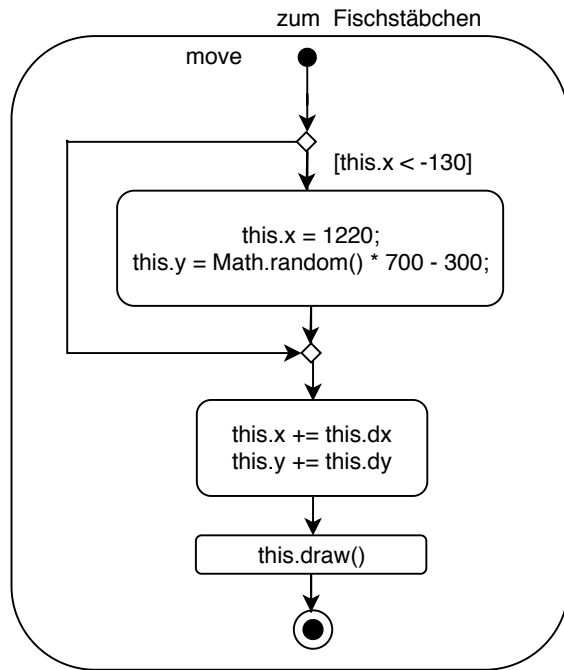 zum Fischstäbchen
move
[this.x < -130]
this.x = 1220;
this.y = Math.random() * 700 - 300;
this.x += this.dx
this.y += this.dy
this.draw()